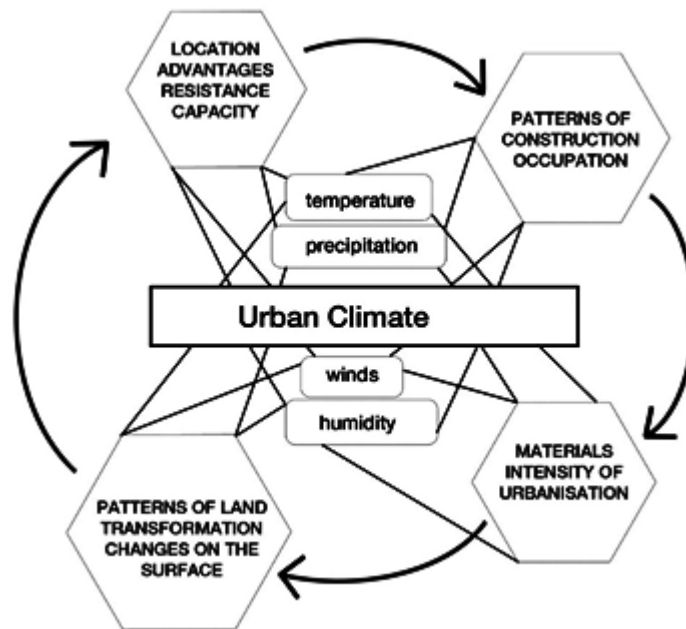 LOCATION
ADVANTAGES
RESISTANCE
CAPACITY
PATTERNS OF
CONSTRUCTION
OCCUPATION
temperature
precipitation
Urban Climate
winds
humidity
MATERIALS
INTENSITY OF
URBANISATION
PATTERNS OF LAND
TRANSFORMATION
CHANGES ON THE
SURFACE